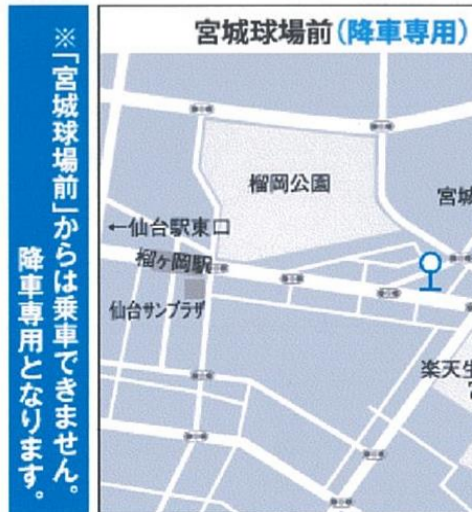 ※「宮城球場前」からは乗車できません。
降車専用となります。
宮城球場前(降車専用)
榴岡公園
宮城
←仙台駅東口
榴ヶ岡駅
仙台サンプラザ
楽天生